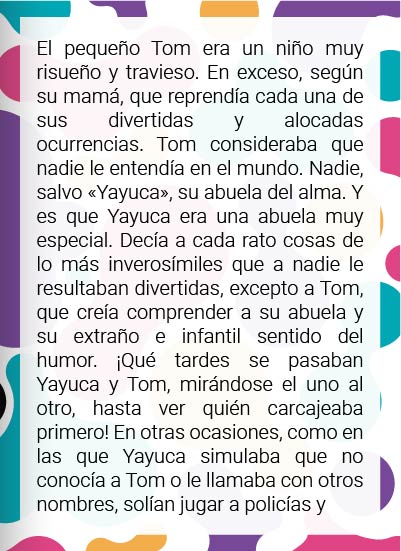 El pequeño Tom era un niño muy
risueño y travieso. En exceso, según
su mamá, que reprendía cada una de
sus divertidas y alocadas
ocurrencias. Tom consideraba que
nadie le entendía en el mundo. Nadie,
salvo «Yayuca», su abuela del alma. Y
es que Yayuca era una abuela muy
especial. Decía a cada rato cosas de
lo más inverosímiles que a nadie le
resultaban divertidas, excepto a Tom,
que creía comprender a su abuela y
su extraño e infantil sentido del
humor. ¡Qué tardes se pasaban
Yayuca y Tom, mirándose el uno al
otro, hasta ver quién carcajeaba
primero! En otras ocasiones, como en
las que Yayuca simulaba que no
conocía a Tom o le llamaba con otros
nombres, solían jugar a policías y